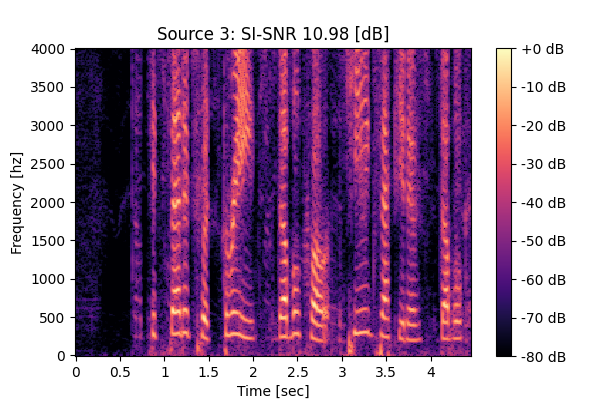 Source 3: SI-SNR 10.98 [dB]
4000
3500
3000
2500
2000
1500
1000
500
0
Frequency [hz]
0 0.5 1 1.5 2 2.5 3 3.5 4
Time [sec]
+0 dB
-10 dB
-20 dB
-30 dB
-40 dB
-50 dB
-60 dB
-70 dB
-80 dB